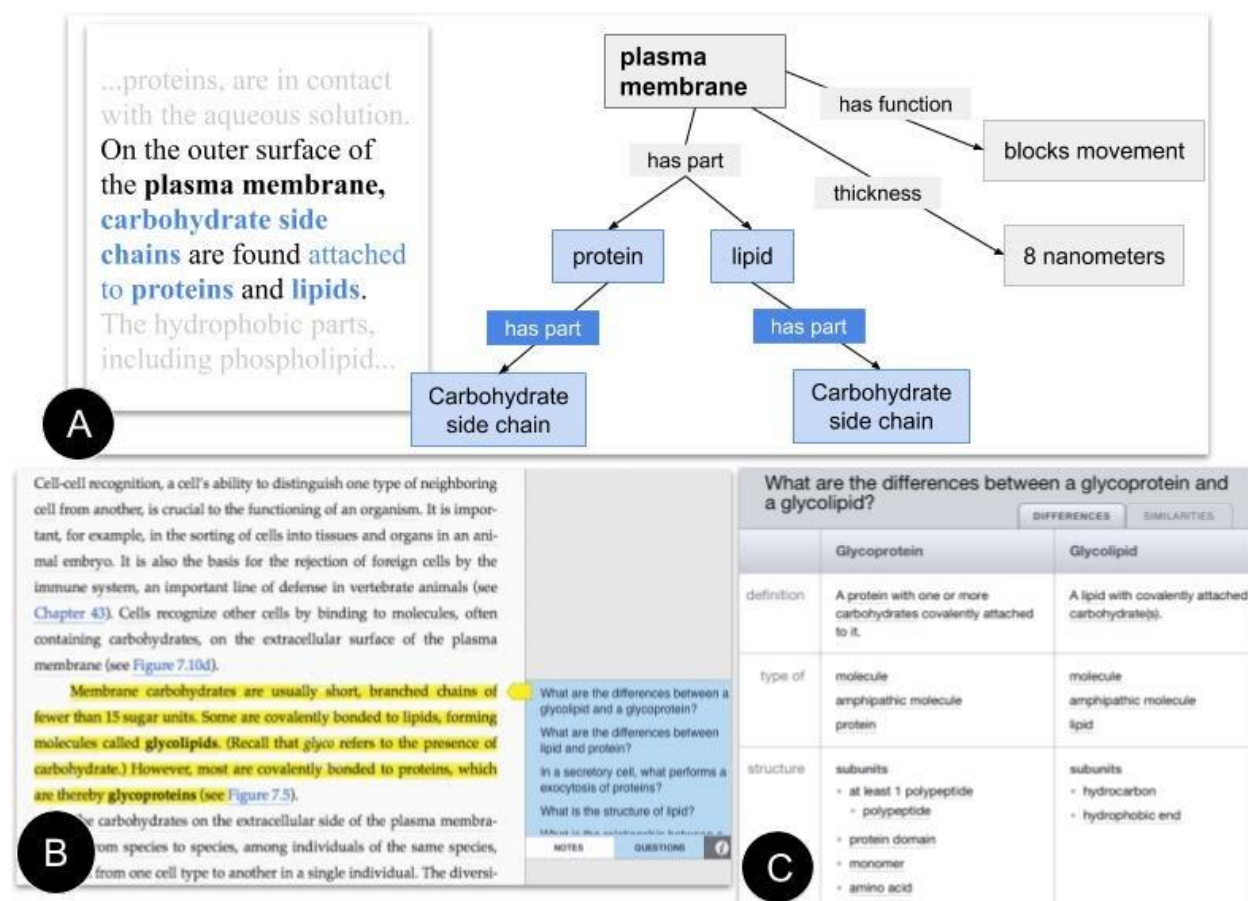 ...proteins, are in contact
with the aqueous solution.
On the outer surface of
the plasma membrane,
carbohydrate side
chains are found attached
to proteins and lipids.
The hydrophobic parts,
including phospholipid...
A
plasma
membrane
has function
blocks movement
has part
thickness
8 nanometers
protein
lipid
has part
has part
Carbohydrate
side chain
Carbohydrate
side chain
Cell-cell recognition, a cell's ability to distinguish one type of neighboring
cell from another, is crucial to the functioning of an organism. It is impor-
tant, for example, in the sorting of cells into tissues and organs in an ani-
mal embryo. It is also the basis for the rejection of foreign cells by the
immune system, an important line of defense in vertebrate animals (see
Chapter 43). Cells recognize other cells by binding to molecules, often
containing carbohydrates, on the extracellular surface of the plasma
membrane (see Figure 7.10d).
Membrane carbohydrates are usually short, branched chains of
fewer than 15 sugar units. Some are covalently bonded to lipids, forming
molecules called glycolipids. (Recall that glyco refers to the presence of
carbohydrate.) However, most are covalently bonded to proteins, which
are thereby glycoproteins (see Figure 7.5).
carbohydrates on the extracellular side of the plasma membra-
from species to species, among individuals of the same species,
from one cell type to another in a single individual. The diversi-
B
What are the differences between a
glycolipid and a glycoprotein?
What are the differences between
lipid and protein?
In a secretory cell, what performs a
exocytosis of proteins?
What is the structure of lipid?
What is the relationship between a
NOTES
QUESTIONS
i
What are the differences between a glycoprotein and
a glycolipid?
DIFFERENCES
SIMILARITIES
Glycoprotein
Glycolipid
definition
A protein with one or more
carbohydrates covalently attached
to it.
A lipid with covalently attached
carbohydrate(s).
type of
molecule
amphipathic molecule
protein
molecule
amphipathic molecule
lipid
structure
subunits
at least 1 polypeptide
polypeptide
protein domain
monomer
amino acid
subunits
hydrocarbon
hydrophobic end
C